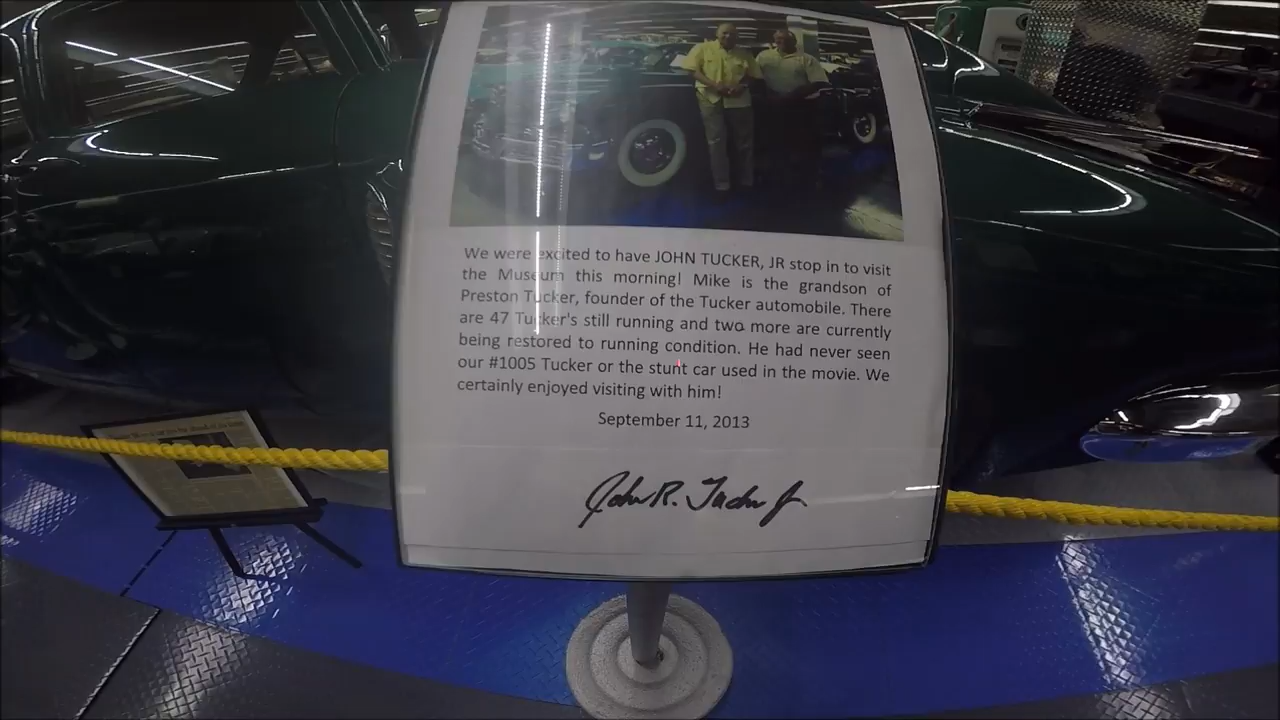 We were excited to have JOHN TUCKER, JR stop in to visit
the Museum this morning! Mike is the grandson of
Preston Tucker, founder of the Tucker automobile. There
are 47 Tucker's still running and two more are currently
being restored to running condition. He had never seen
our #1005 Tucker or the stunt car used in the movie. We
certainly enjoyed visiting with him!
September 11, 2013
John R. Tucker Jr